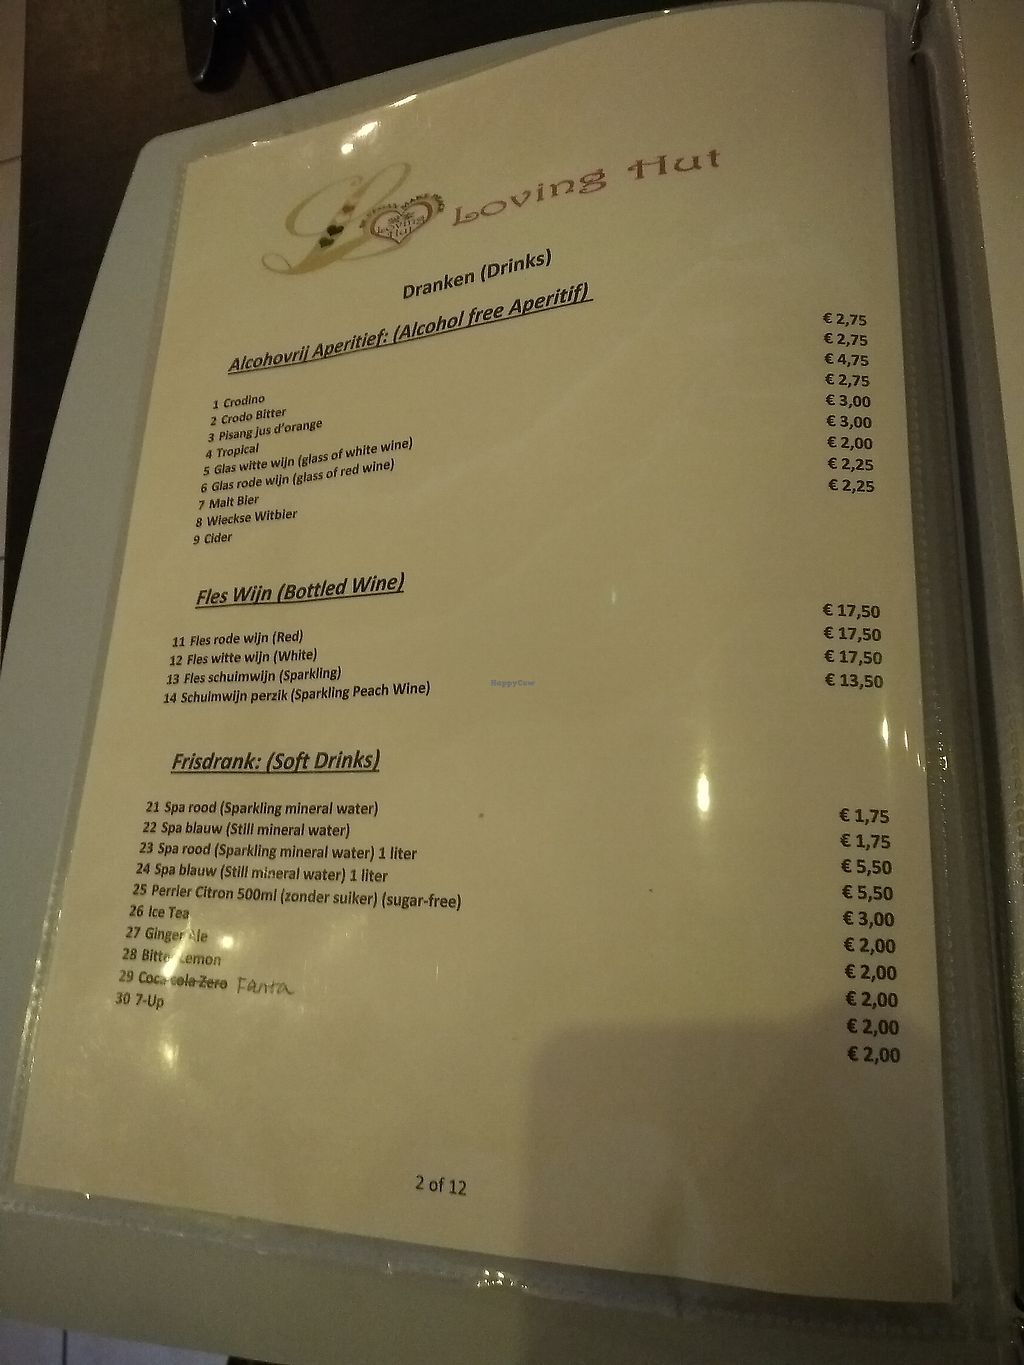 Loving Hut
Dranken (Drinks)
Alcohovrij Aperitief: (Alcohol free Aperitif)
1 Crodino € 2,75
2 Crodo Bitter € 2,75
3 Pisang jus d'orange € 4,75
4 Tropical € 2,75
5 Glas witte wijn (glass of white wine) € 3,00
6 Glas rode wijn (glass of red wine) € 3,00
7 Malt Bier € 2,00
8 Wieckse Witbier € 2,25
9 Cider € 2,25
Fles Wijn (Bottled Wine)
11 Fles rode wijn (Red) € 17,50
12 Fles witte wijn (White) € 17,50
13 Fles schuimwijn (Sparkling) € 17,50
14 Schuimwijn perzik (Sparkling Peach Wine) € 13,50
HappyCow
Frisdrank: (Soft Drinks)
21 Spa rood (Sparkling mineral water) € 1,75
22 Spa blauw (Still mineral water) € 1,75
23 Spa rood (Sparkling mineral water) 1 liter € 5,50
24 Spa blauw (Still mineral water) 1 liter € 5,50
25 Perrier Citron 500ml (zonder suiker) (sugar-free) € 3,00
26 Ice Tea € 2,00
27 Ginger Ale € 2,00
28 Bitter Lemon € 2,00
29 Coca cola Zero Fanta € 2,00
30 7-Up € 2,00
2 of 12